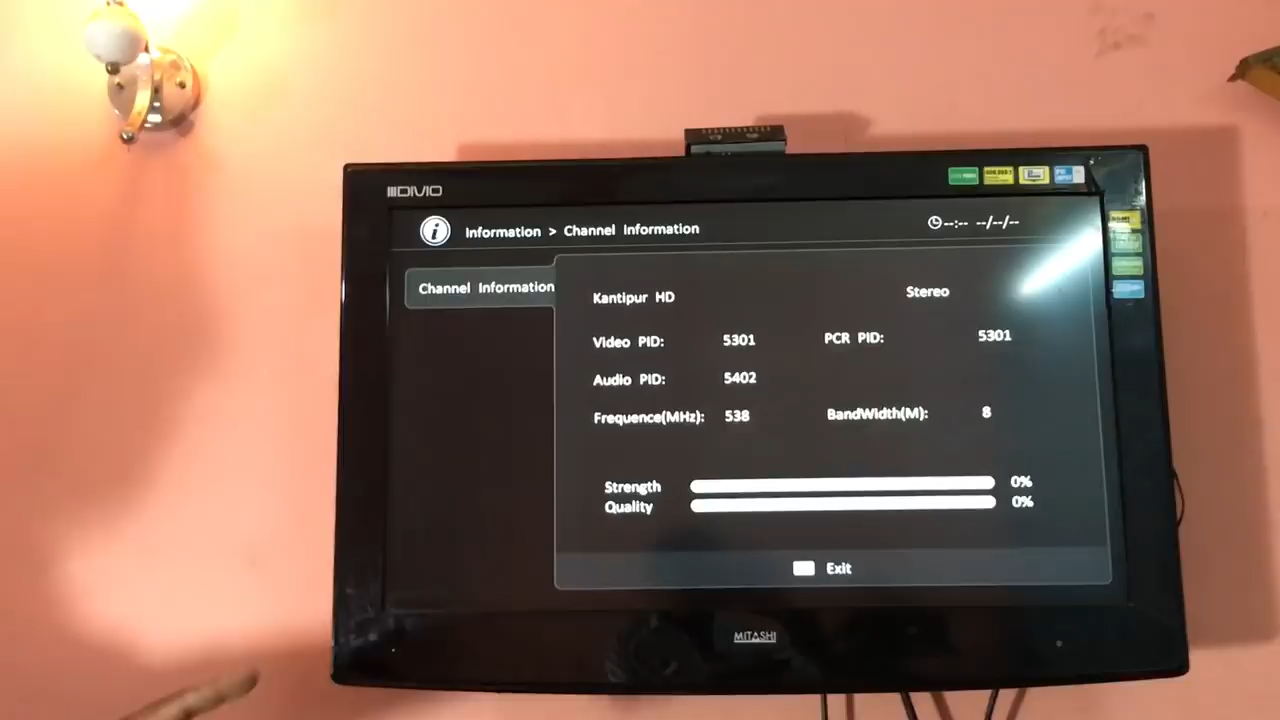 DIVIO
i Information > Channel Information --:-- --/--/--
Channel Information
Kantipur HD Stereo
Video PID: 5301 PCR PID: 5301
Audio PID: 5402
Frequence(MHz): 538 BandWidth(M): 8
Strength 0%
Quality 0%
Exit
MITASHI